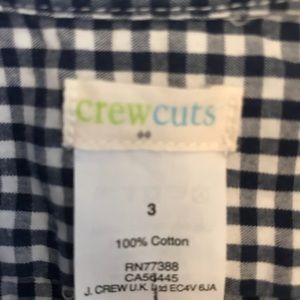 crewcuts
3
100% Cotton
RN77388
CA56445
J. CREW U.K. Ltd EC4V 6JA